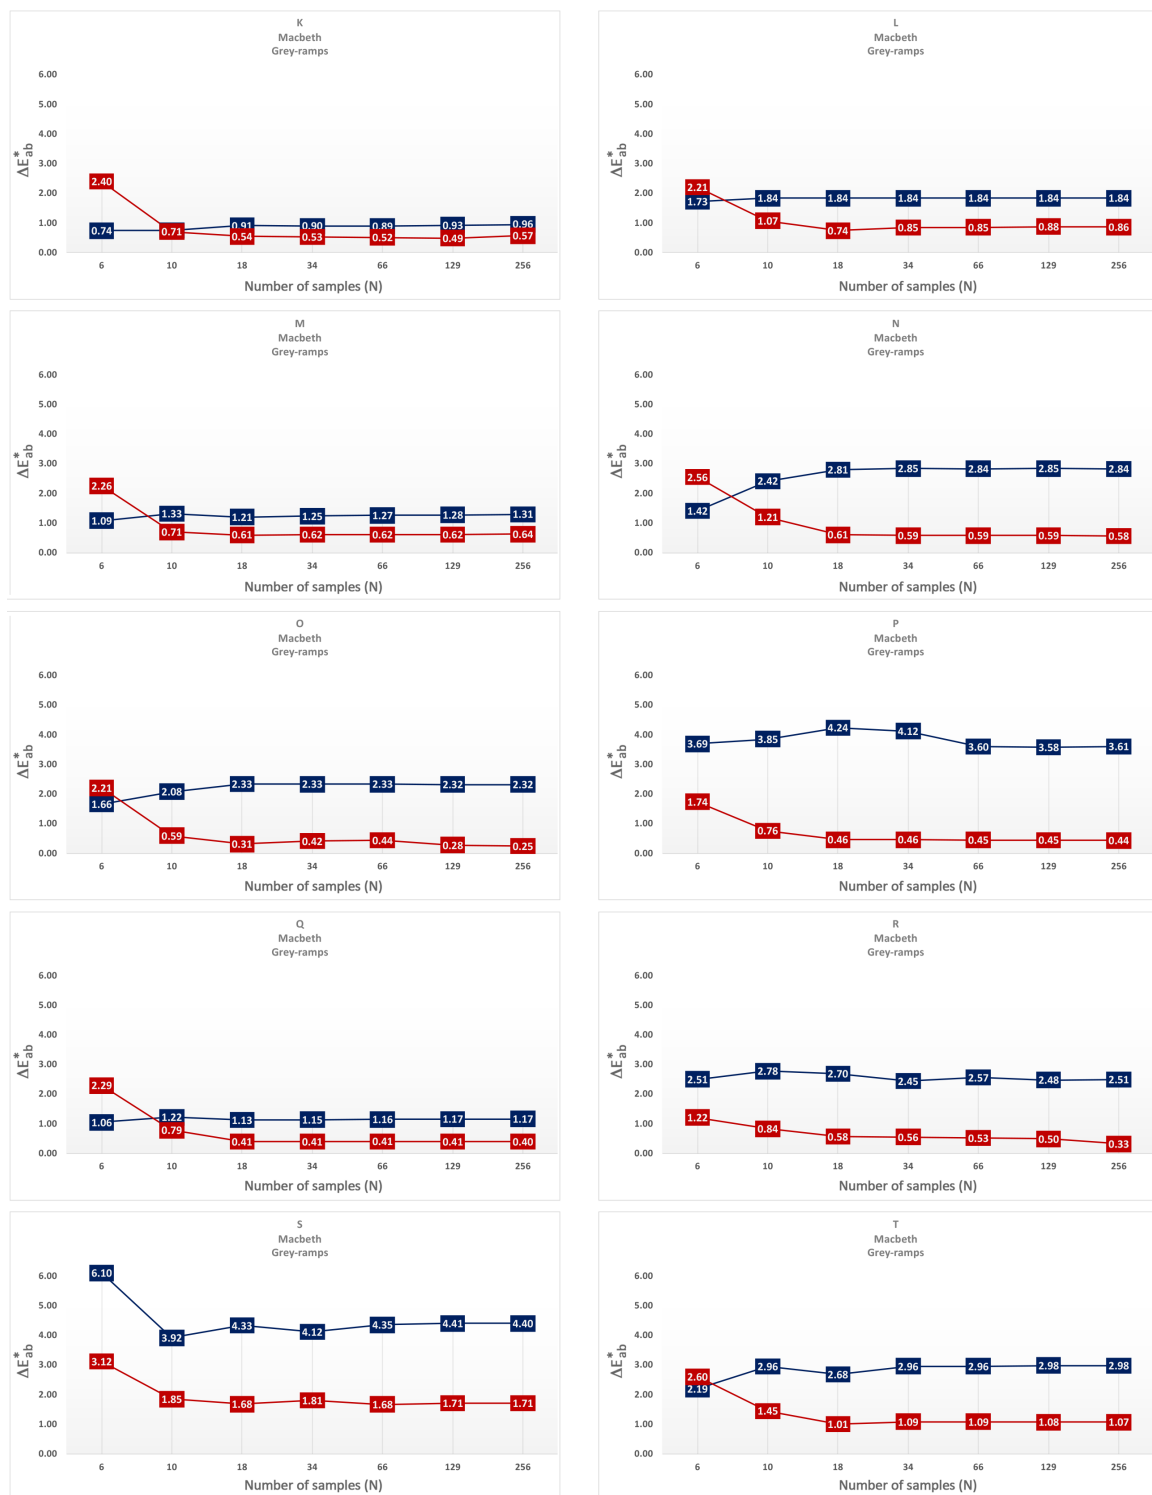 K
Macbeth
Grey-ramps
6.00
5.00
4.00
3.00
2.00
1.00
0.00
ΔE*ab
2.40
0.74 0.71 0.91 0.90 0.89 0.93 0.96
0.54 0.53 0.52 0.49 0.57
6 10 18 34 66 129 256
Number of samples (N)
L
Macbeth
Grey-ramps
6.00
5.00
4.00
3.00
2.00
1.00
0.00
ΔE*ab
2.21
1.73 1.84 1.84 1.84 1.84 1.84 1.84
1.07 0.74 0.85 0.85 0.88 0.86
6 10 18 34 66 129 256
Number of samples (N)
M
Macbeth
Grey-ramps
6.00
5.00
4.00
3.00
2.00
1.00
0.00
ΔE*ab
2.26
1.09 1.33 1.21 1.25 1.27 1.28 1.31
0.71 0.61 0.62 0.62 0.62 0.64
6 10 18 34 66 129 256
Number of samples (N)
N
Macbeth
Grey-ramps
6.00
5.00
4.00
3.00
2.00
1.00
0.00
ΔE*ab
2.56
1.42 2.42 2.81 2.85 2.84 2.85 2.84
1.21 0.61 0.59 0.59 0.59 0.58
6 10 18 34 66 129 256
Number of samples (N)
O
Macbeth
Grey-ramps
6.00
5.00
4.00
3.00
2.00
1.00
0.00
ΔE*ab
2.21
1.66 2.08 2.33 2.33 2.33 2.32 2.32
0.59 0.31 0.42 0.44 0.28 0.25
6 10 18 34 66 129 256
Number of samples (N)
P
Macbeth
Grey-ramps
6.00
5.00
4.00
3.00
2.00
1.00
0.00
ΔE*ab
3.69 3.85 4.24 4.12 3.60 3.58 3.61
1.74 0.76 0.46 0.46 0.45 0.45 0.44
6 10 18 34 66 129 256
Number of samples (N)
Q
Macbeth
Grey-ramps
6.00
5.00
4.00
3.00
2.00
1.00
0.00
ΔE*ab
2.29
1.06 1.22 1.13 1.15 1.16 1.17 1.17
0.79 0.41 0.41 0.41 0.41 0.40
6 10 18 34 66 129 256
Number of samples (N)
R
Macbeth
Grey-ramps
6.00
5.00
4.00
3.00
2.00
1.00
0.00
ΔE*ab
2.51 2.78 2.70 2.45 2.57 2.48 2.51
1.22 0.84 0.58 0.56 0.53 0.50 0.33
6 10 18 34 66 129 256
Number of samples (N)
S
Macbeth
Grey-ramps
6.00
5.00
4.00
3.00
2.00
1.00
0.00
ΔE*ab
6.10 3.92 4.33 4.12 4.35 4.41 4.40
3.12 1.85 1.68 1.81 1.68 1.71 1.71
6 10 18 34 66 129 256
Number of samples (N)
T
Macbeth
Grey-ramps
6.00
5.00
4.00
3.00
2.00
1.00
0.00
ΔE*ab
2.60
2.19 2.96 2.68 2.96 2.96 2.98 2.98
1.45 1.01 1.09 1.09 1.08 1.07
6 10 18 34 66 129 256
Number of samples (N)